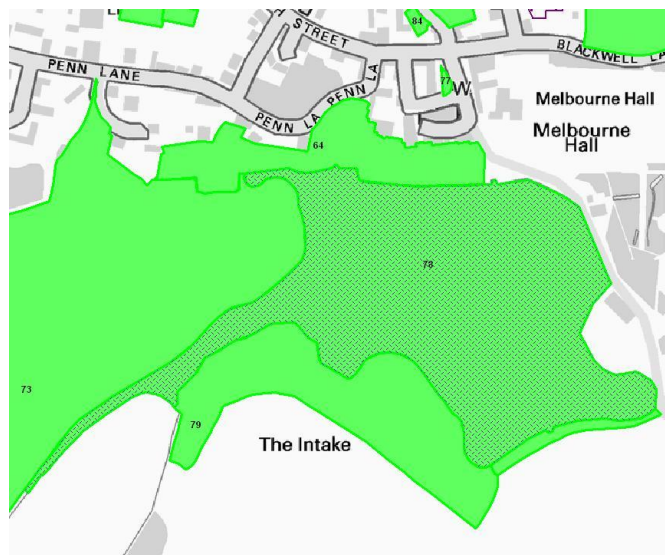 84
STREET
PENN LANE
BLACKWELL LA
77
W
PENN LA PENN LA
Melbourne Hall
Melbourne
Hall
64
78
73
79
The Intake